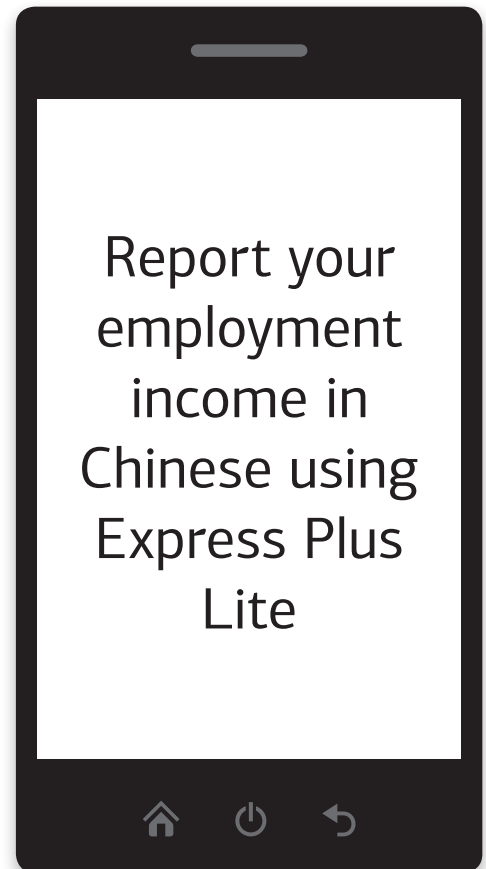 Report your
employment
income in
Chinese using
Express Plus
Lite